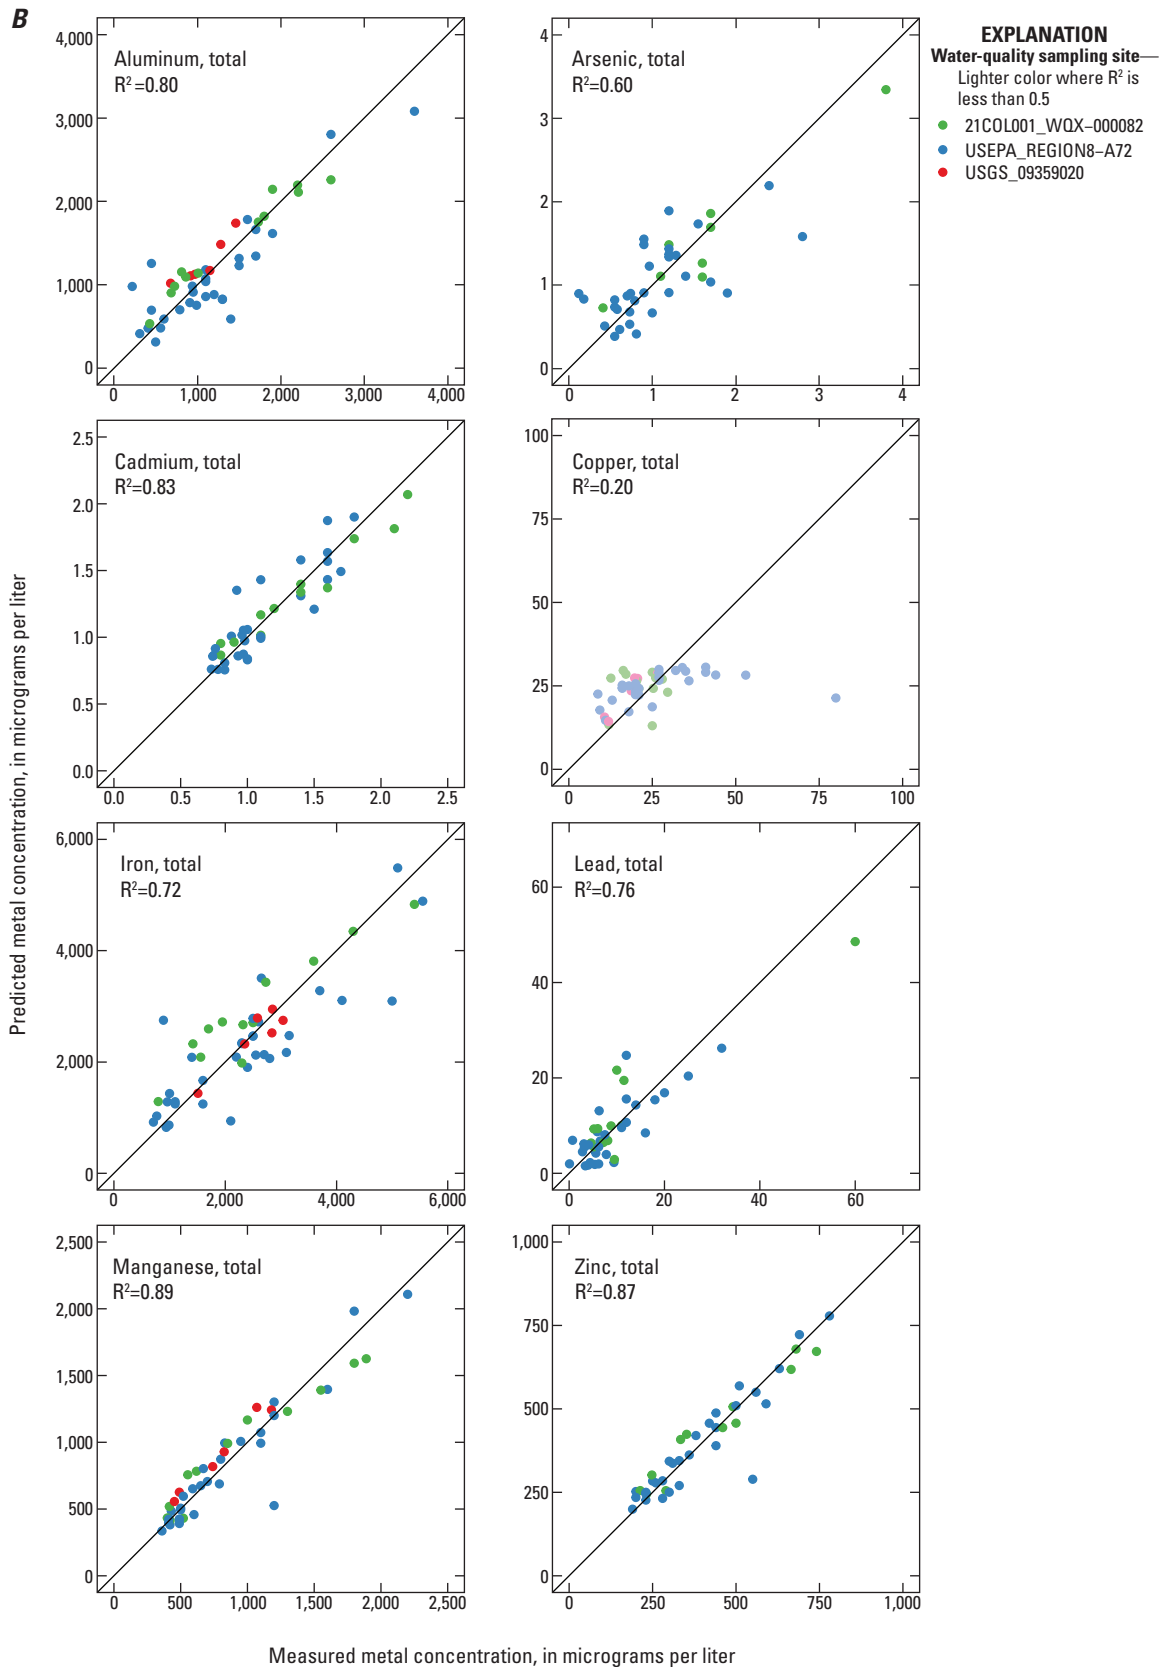 B
EXPLANATION
Water-quality sampling site—
Lighter color where R² is
less than 0.5
21COL001_WQX–000082
USEPA_REGION8–A72
USGS_09359020
Predicted metal concentration, in micrograms per liter
Aluminum, total
R² =0.80
4,000
3,000
2,000
1,000
0
0 1,000 2,000 3,000 4,000
Arsenic, total
R²=0.60
4
3
2
1
0
0 1 2 3 4
Cadmium, total
R²=0.83
2.5
2.0
1.5
1.0
0.5
0.0
0.0 0.5 1.0 1.5 2.0 2.5
Copper, total
R²=0.20
100
75
50
25
0
0 25 50 75 100
Iron, total
R²=0.72
6,000
4,000
2,000
0
0 2,000 4,000 6,000
Lead, total
R²=0.76
60
40
20
0
0 20 40 60
Manganese, total
R²=0.89
2,500
2,000
1,500
1,000
500
0
0 500 1,000 1,500 2,000 2,500
Zinc, total
R²=0.87
1,000
750
500
250
0
0 250 500 750 1,000
Measured metal concentration, in micrograms per liter